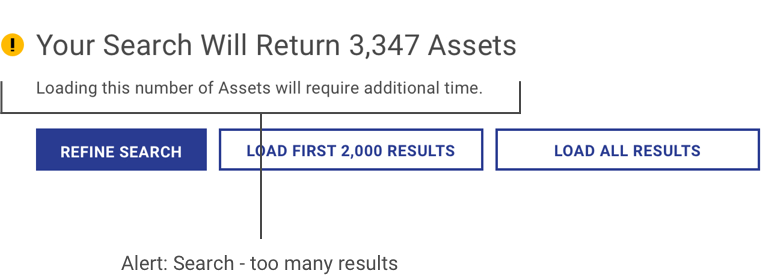 Your Search Will Return 3,347 Assets
Loading this number of Assets will require additional time.
REFINE SEARCH
LOAD FIRST 2,000 RESULTS
LOAD ALL RESULTS
Alert: Search - too many results